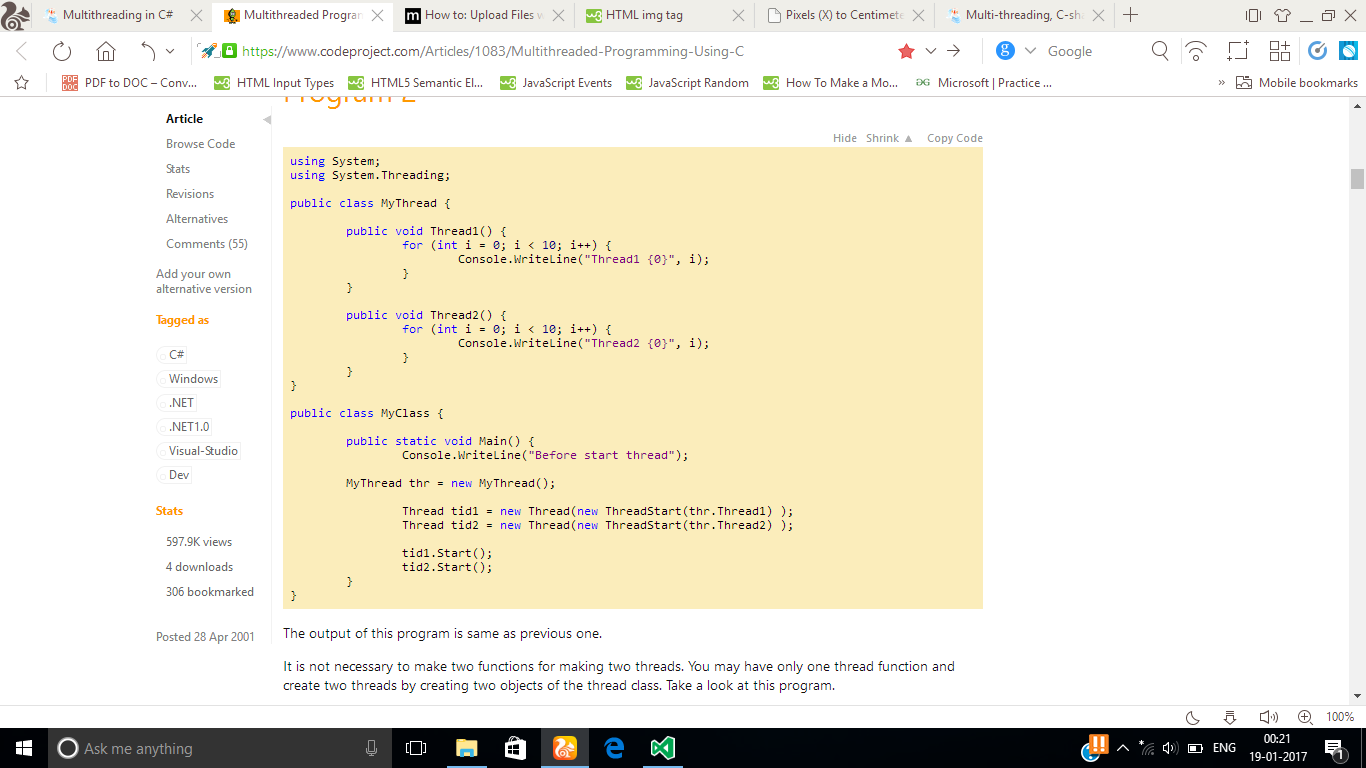 Multithreading in C#
Multithreaded Program
How to: Upload Files w
HTML img tag
Pixels (X) to Centimete
Multi-threading, C-sha
https://www.codeproject.com/Articles/1083/Multithreaded-Programming-Using-C
Google
PDF to DOC – Conv...
HTML Input Types
HTML5 Semantic El...
JavaScript Events
JavaScript Random
How To Make a Mo...
Microsoft | Practice ...
Mobile bookmarks
Program 2
Article
Browse Code
Stats
Revisions
Alternatives
Comments (55)
Add your own
alternative version
Tagged as
C#
Windows
.NET
.NET1.0
Visual-Studio
Dev
Stats
597.9K views
4 downloads
306 bookmarked
Posted 28 Apr 2001
Hide Shrink ▲ Copy Code
using System;
using System.Threading;
public class MyThread {
public void Thread1() {
for (int i = 0; i < 10; i++) {
Console.WriteLine("Thread1 {0}", i);
}
}
public void Thread2() {
for (int i = 0; i < 10; i++) {
Console.WriteLine("Thread2 {0}", i);
}
}
}
public class MyClass {
public static void Main() {
Console.WriteLine("Before start thread");
MyThread thr = new MyThread();
Thread tid1 = new Thread(new ThreadStart(thr.Thread1) );
Thread tid2 = new Thread(new ThreadStart(thr.Thread2) );
tid1.Start();
tid2.Start();
}
}
The output of this program is same as previous one.
It is not necessary to make two functions for making two threads. You may have only one thread function and
create two threads by creating two objects of the thread class. Take a look at this program.
100%
Ask me anything
ENG
00:21
19-01-2017
1